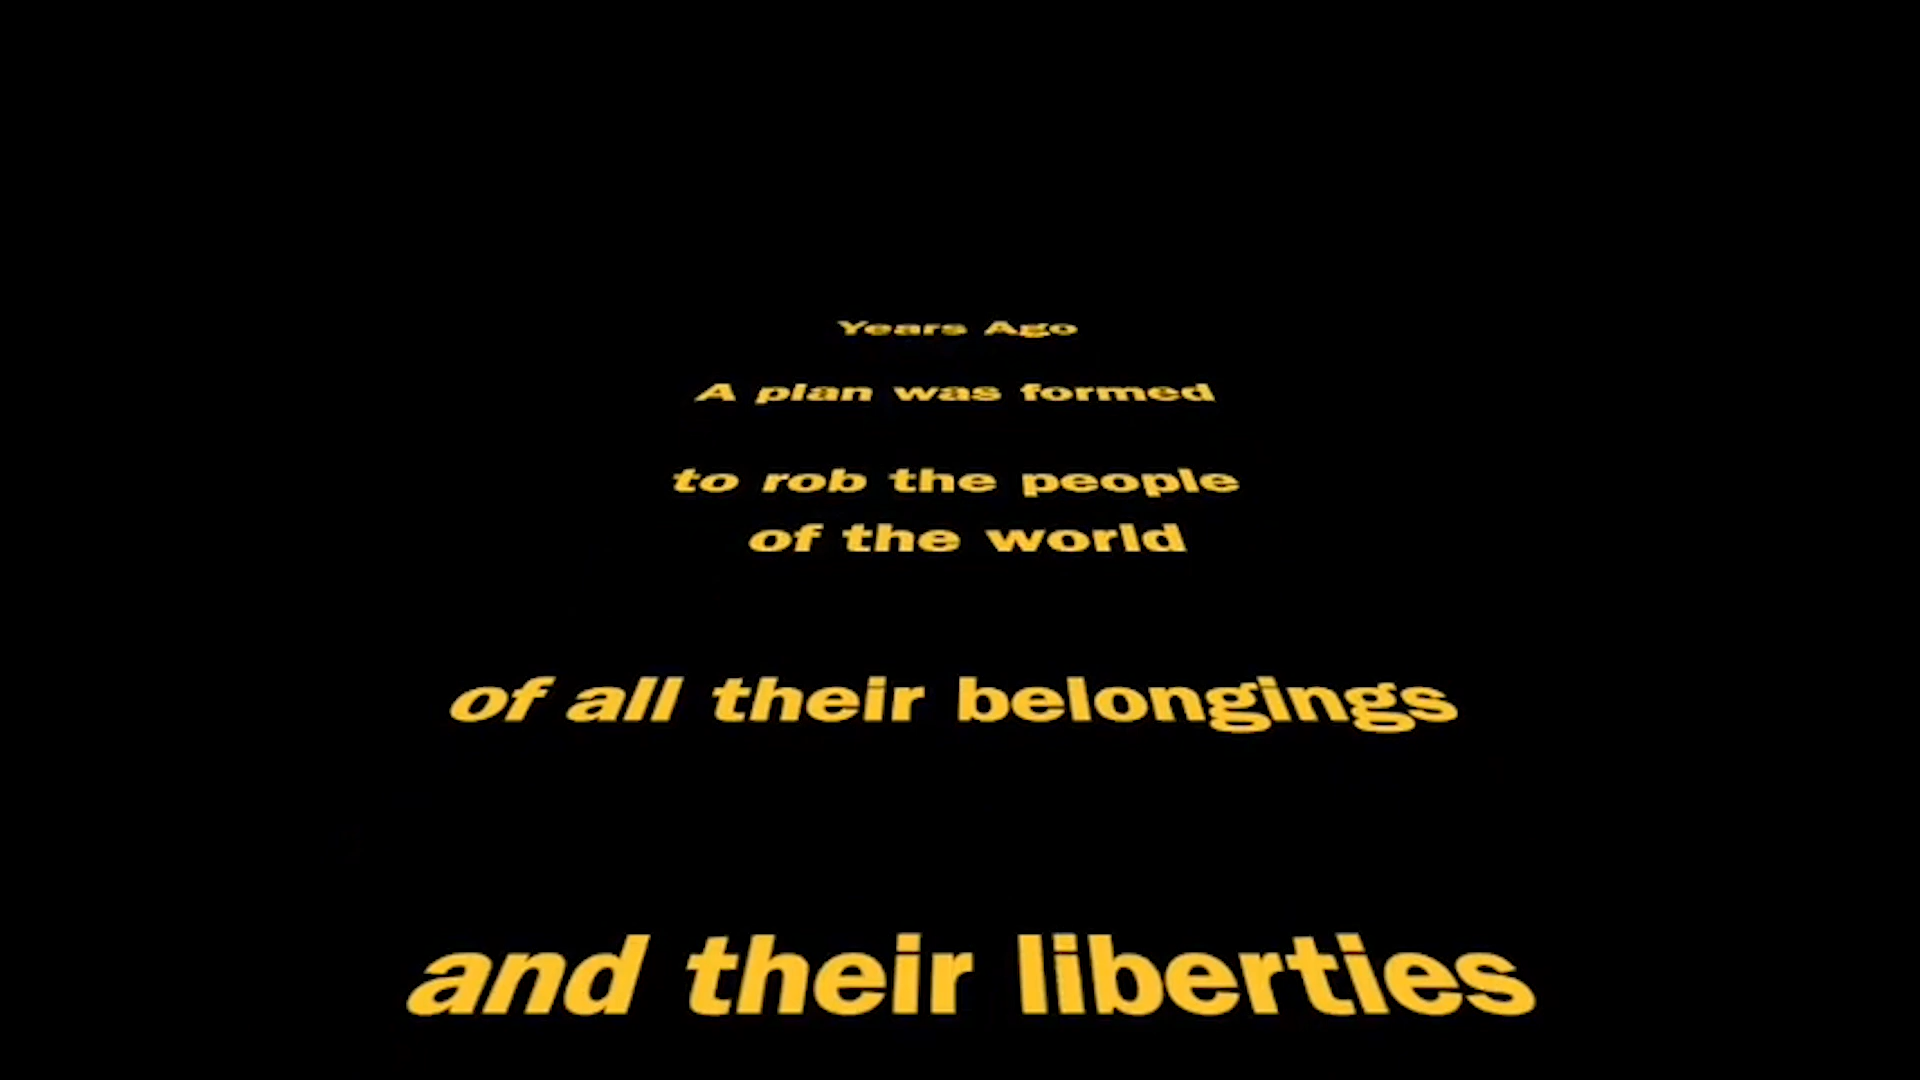 Years Ago
A plan was formed
to rob the people
of the world
of all their belongings
and their liberties